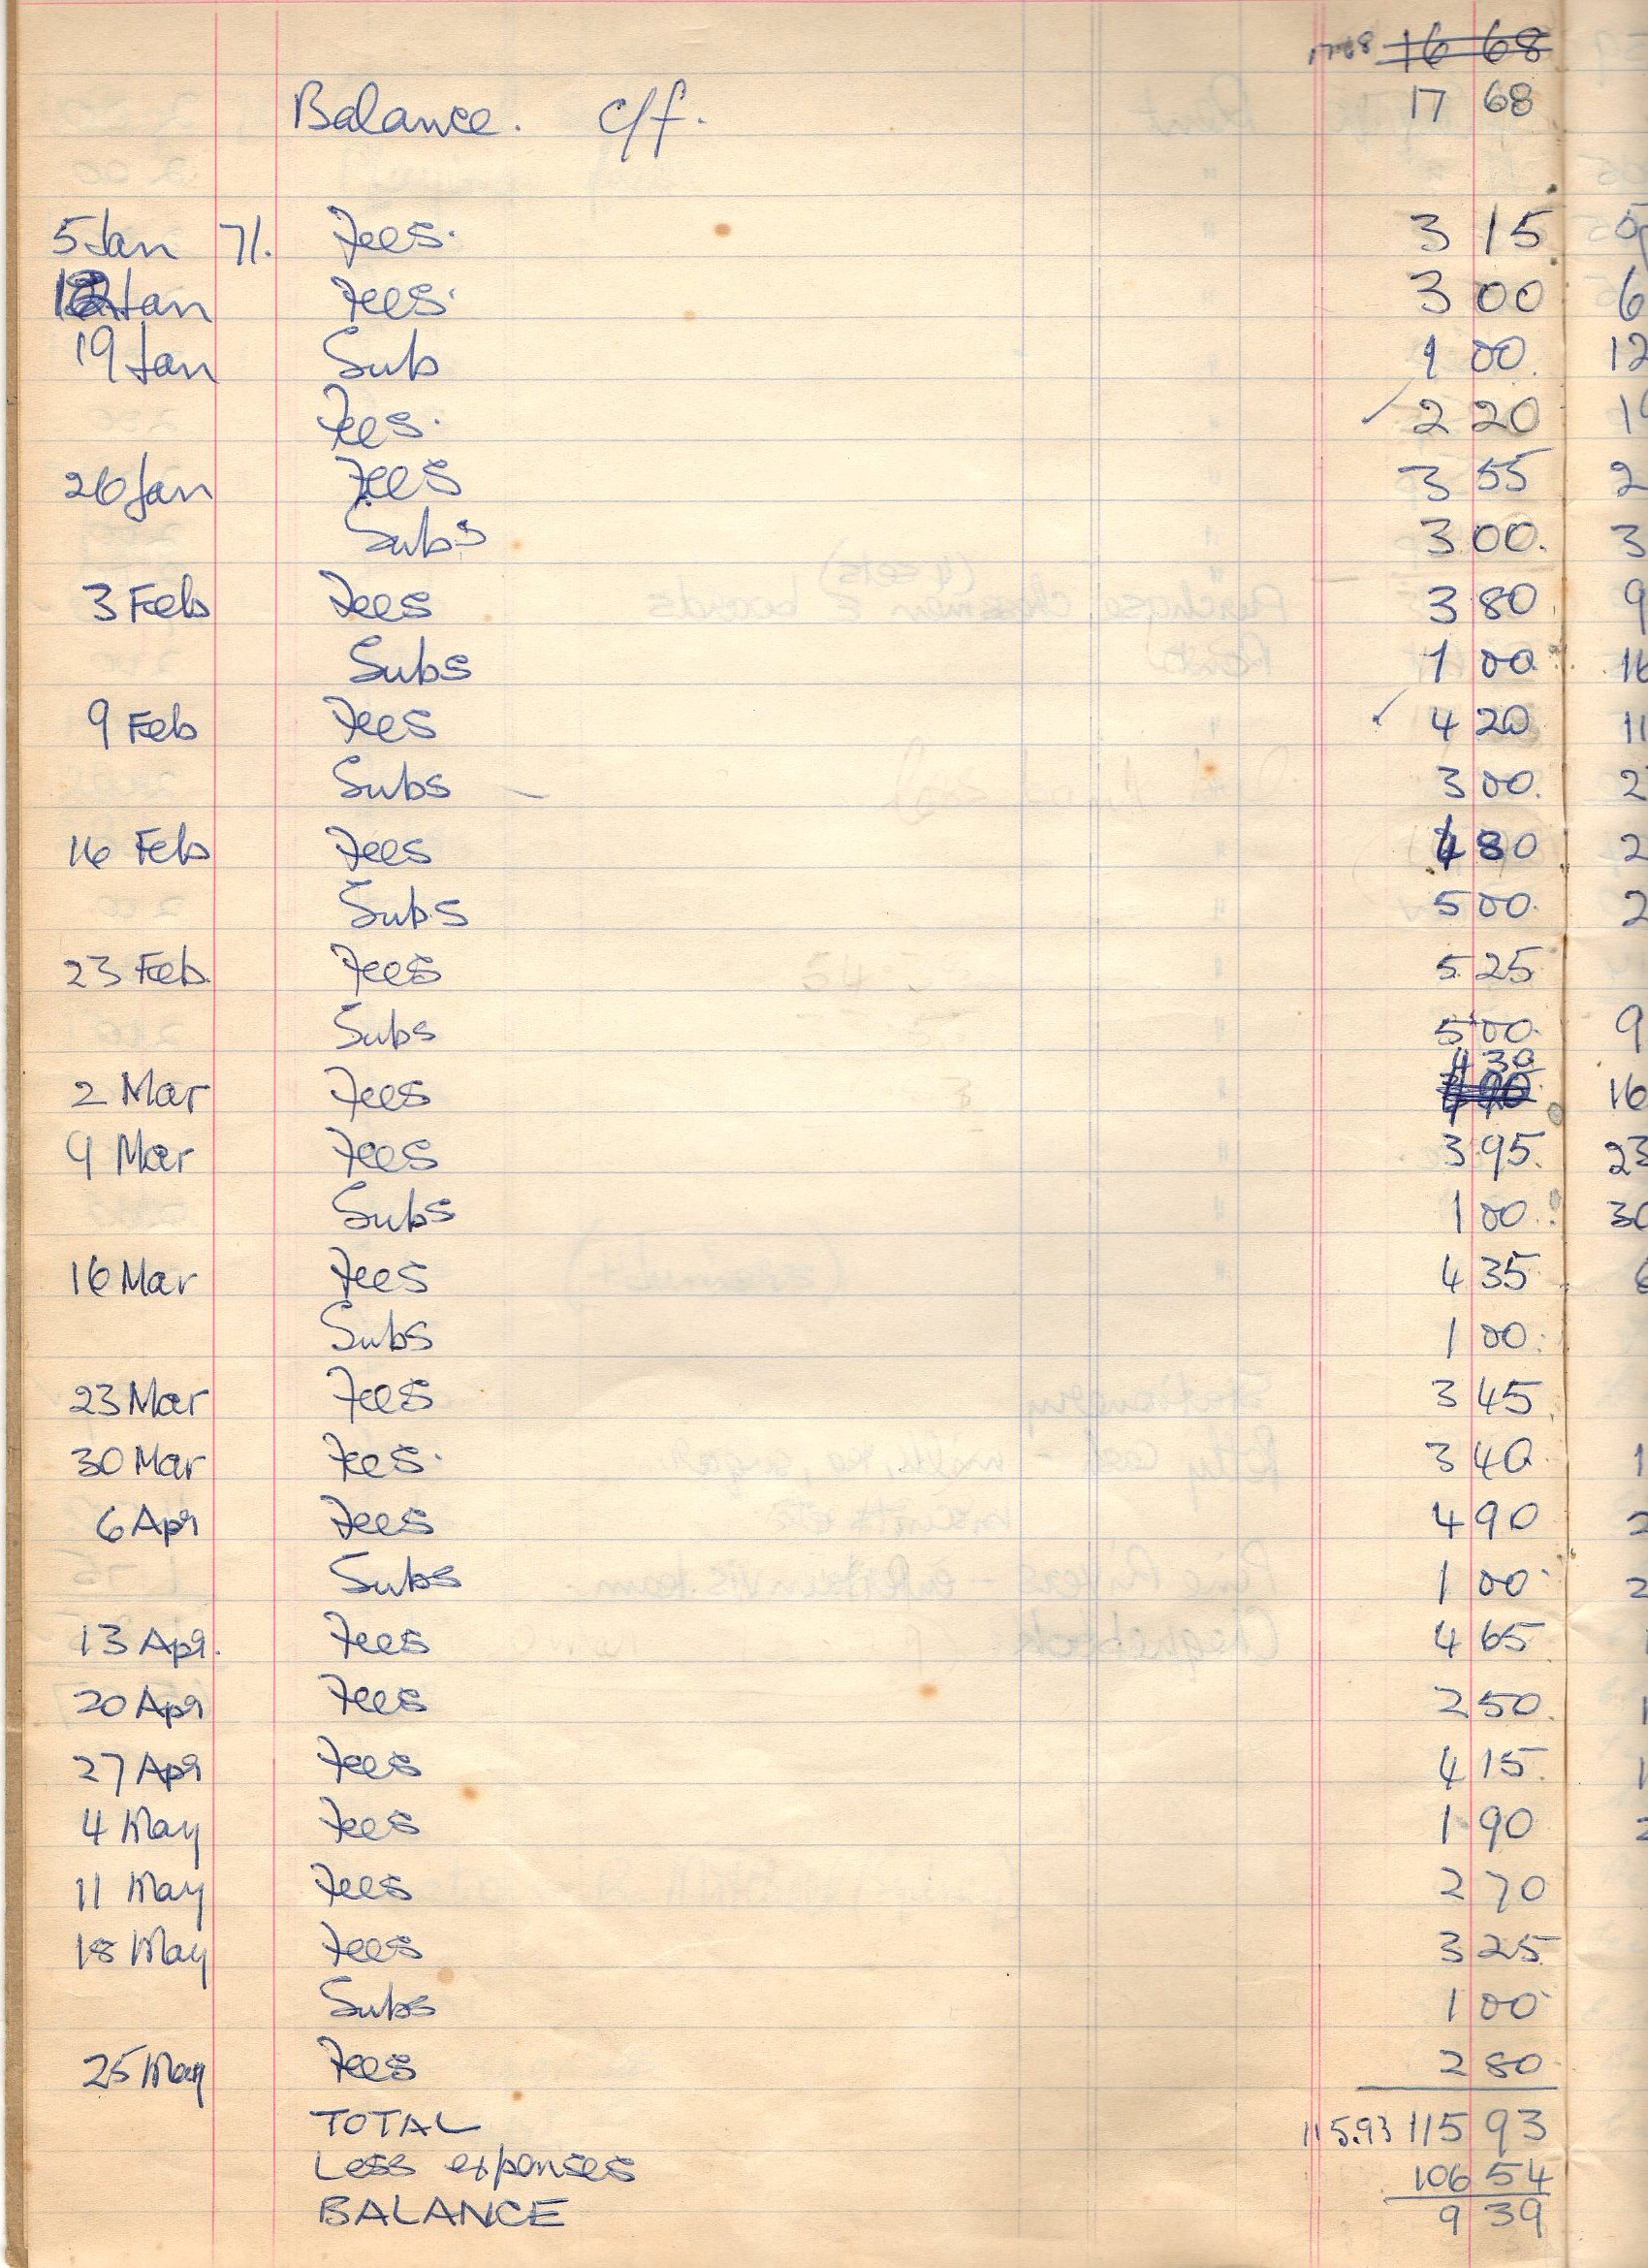 17.68 16 68
Balance. c/f. 17 68
5 Jan 71. Fees. 3 15
12 Jan Fees. 3 00
19 Jan Sub 1 00.
Fees. 2 20
26 Jan Fees 3 55
Subs 3 00.
3 Feb Fees 3 80
Subs 1 00
9 Feb Fees 4 20
Subs 3 00.
16 Feb Fees 4 80
Subs 5 00.
23 Feb. Fees 5 25
Subs 5 00.
4 30
2 Mar Fees
9 Mar Fees 3 95.
Subs 1 00.
16 Mar Fees 4 35
Subs 1 00.
23 Mar Fees 3 45
30 Mar Fees. 3 40.
6 Apr Fees 4 90
Subs 1 00
13 Apr. Fees 4 65
20 Apr Fees 2 50.
27 Apr Fees 4 15.
4 May Fees 1 90
11 May Fees 2 70
18 May Fees 3 25
Subs 1 00
25 May Fees 2 80
TOTAL 115.93 115 93
Less expenses 106 54
BALANCE 9 39